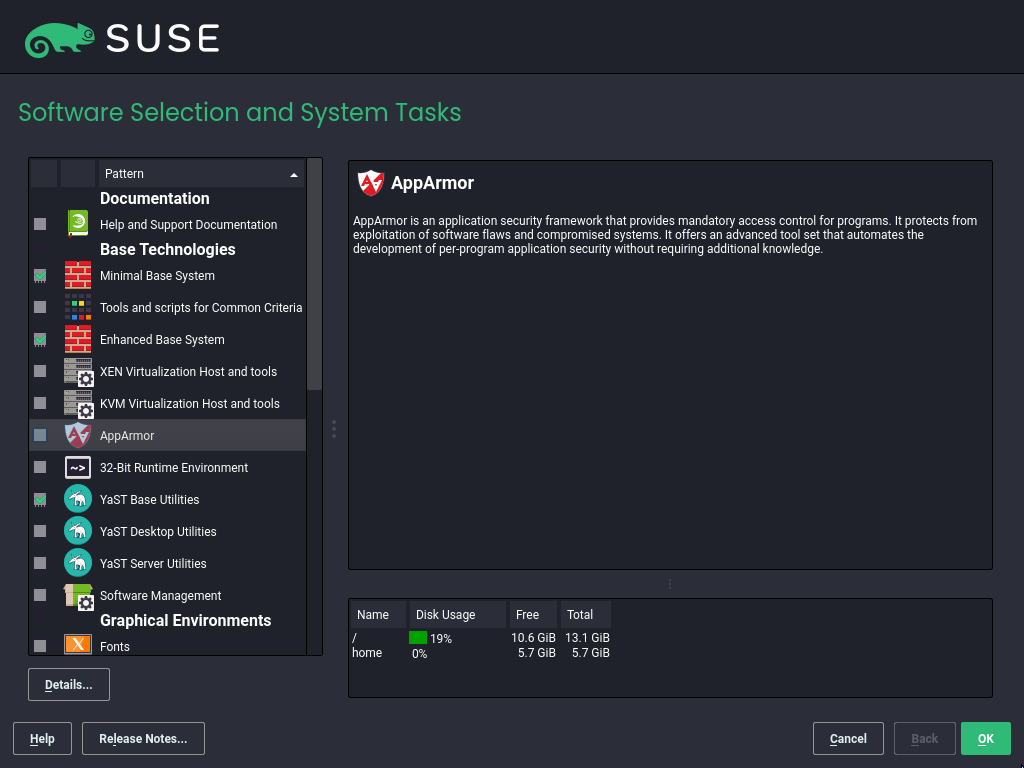 SUSE
Software Selection and System Tasks
Pattern
Documentation
Help and Support Documentation
Base Technologies
Minimal Base System
Tools and scripts for Common Criteria
Enhanced Base System
XEN Virtualization Host and tools
KVM Virtualization Host and tools
AppArmor
32-Bit Runtime Environment
YaST Base Utilities
YaST Desktop Utilities
YaST Server Utilities
Software Management
Graphical Environments
Fonts
Details...
AppArmor
AppArmor is an application security framework that provides mandatory access control for programs. It protects from
exploitation of software flaws and compromised systems. It offers an advanced tool set that automates the
development of per-program application security without requiring additional knowledge.
Name Disk Usage Free Total
/ 19% 10.6 GiB 13.1 GiB
home 0% 5.7 GiB 5.7 GiB
Help Release Notes... Cancel Back OK